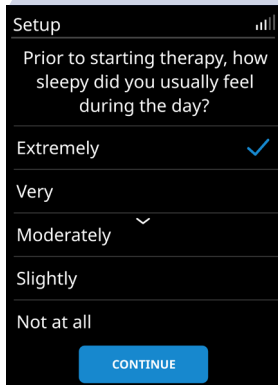 Setup
Prior to starting therapy, how
sleepy did you usually feel
during the day?
Extremely
Very
Moderately
Slightly
Not at all
CONTINUE